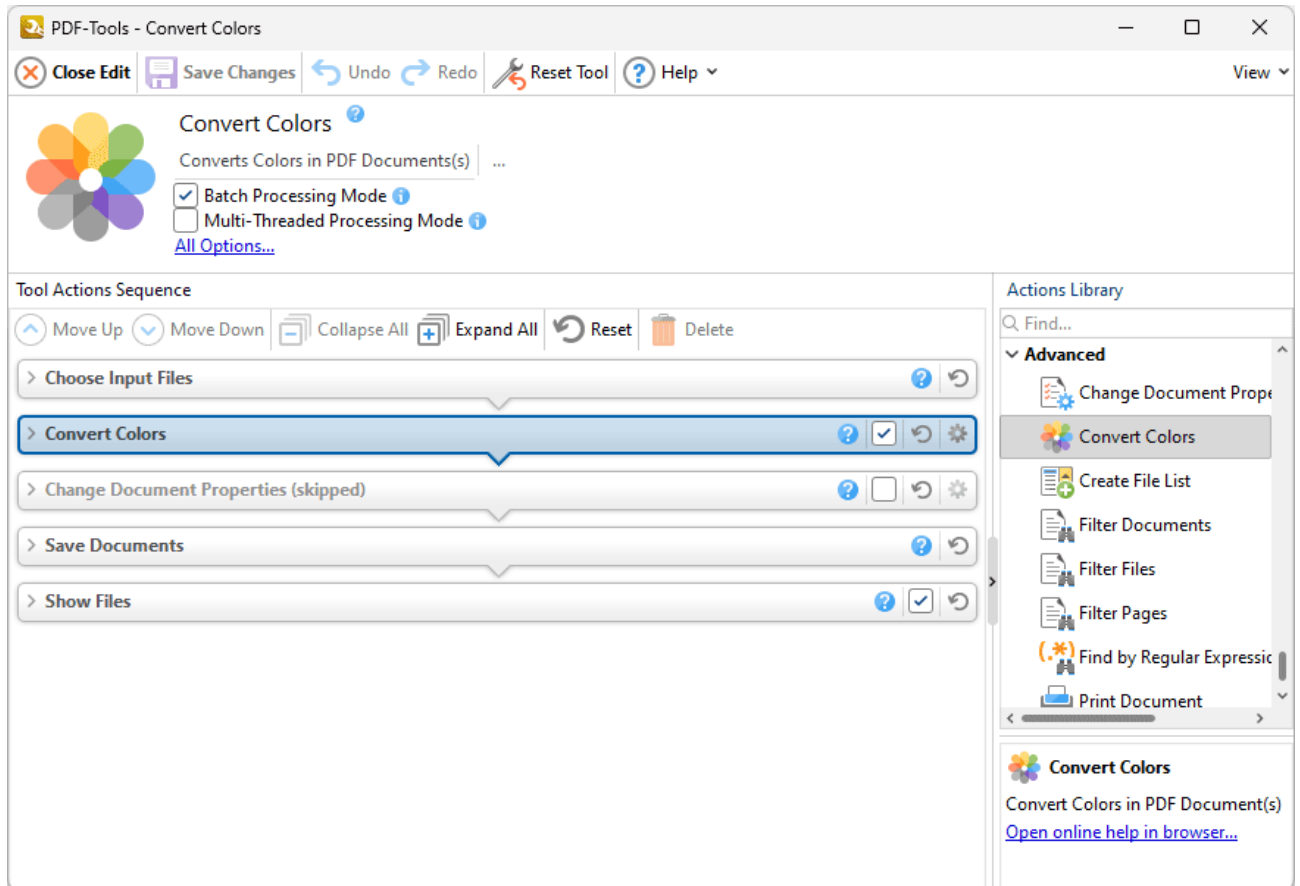 PDF-Tools - Convert Colors
Close Edit Save Changes Undo Redo Reset Tool Help View
Convert Colors
Converts Colors in PDF Documents(s) ...
Batch Processing Mode
Multi-Threaded Processing Mode
All Options...
Tool Actions Sequence
Move Up Move Down Collapse All Expand All Reset Delete
Choose Input Files
Convert Colors
Change Document Properties (skipped)
Save Documents
Show Files
Actions Library
Find...
Advanced
Change Document Prope
Convert Colors
Create File List
Filter Documents
Filter Files
Filter Pages
(.*) Find by Regular Expressic
Print Document
Convert Colors
Convert Colors in PDF Document(s)
Open online help in browser...